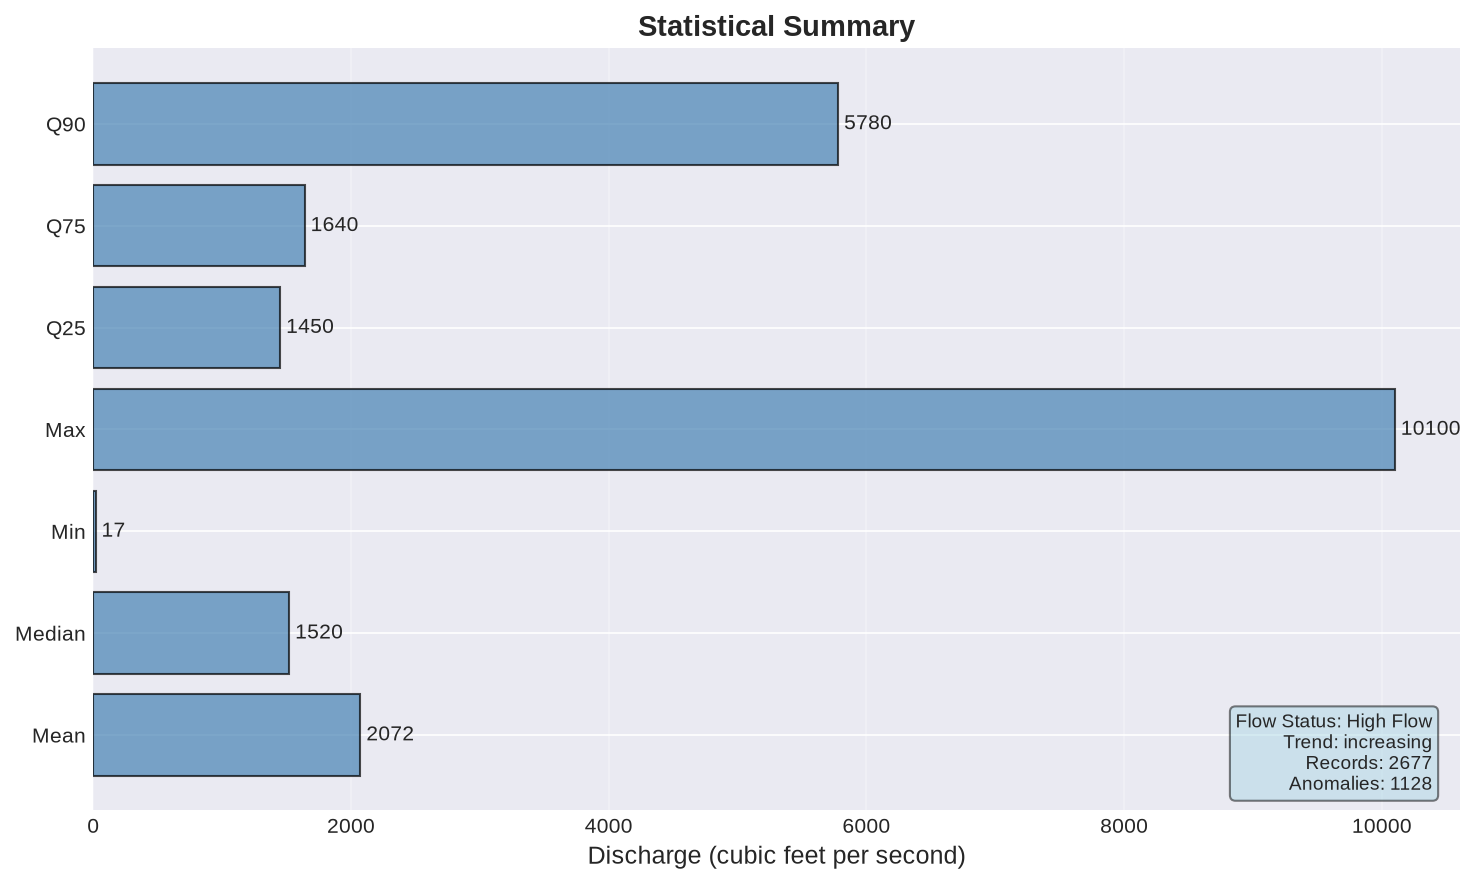 Statistical Summary
Q90
5780
Q75
1640
Q25
1450
Max
10100
Min
17
Median
1520
Mean
2072
Flow Status: High Flow
Trend: increasing
Records: 2677
Anomalies: 1128
0 2000 4000 6000 8000 10000
Discharge (cubic feet per second)